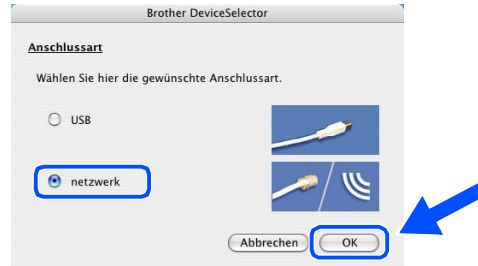 Brother DeviceSelector
Anschlussart
Wählen Sie hier die gewünschte Anschlussart.
USB
netzwerk
Abbrechen OK